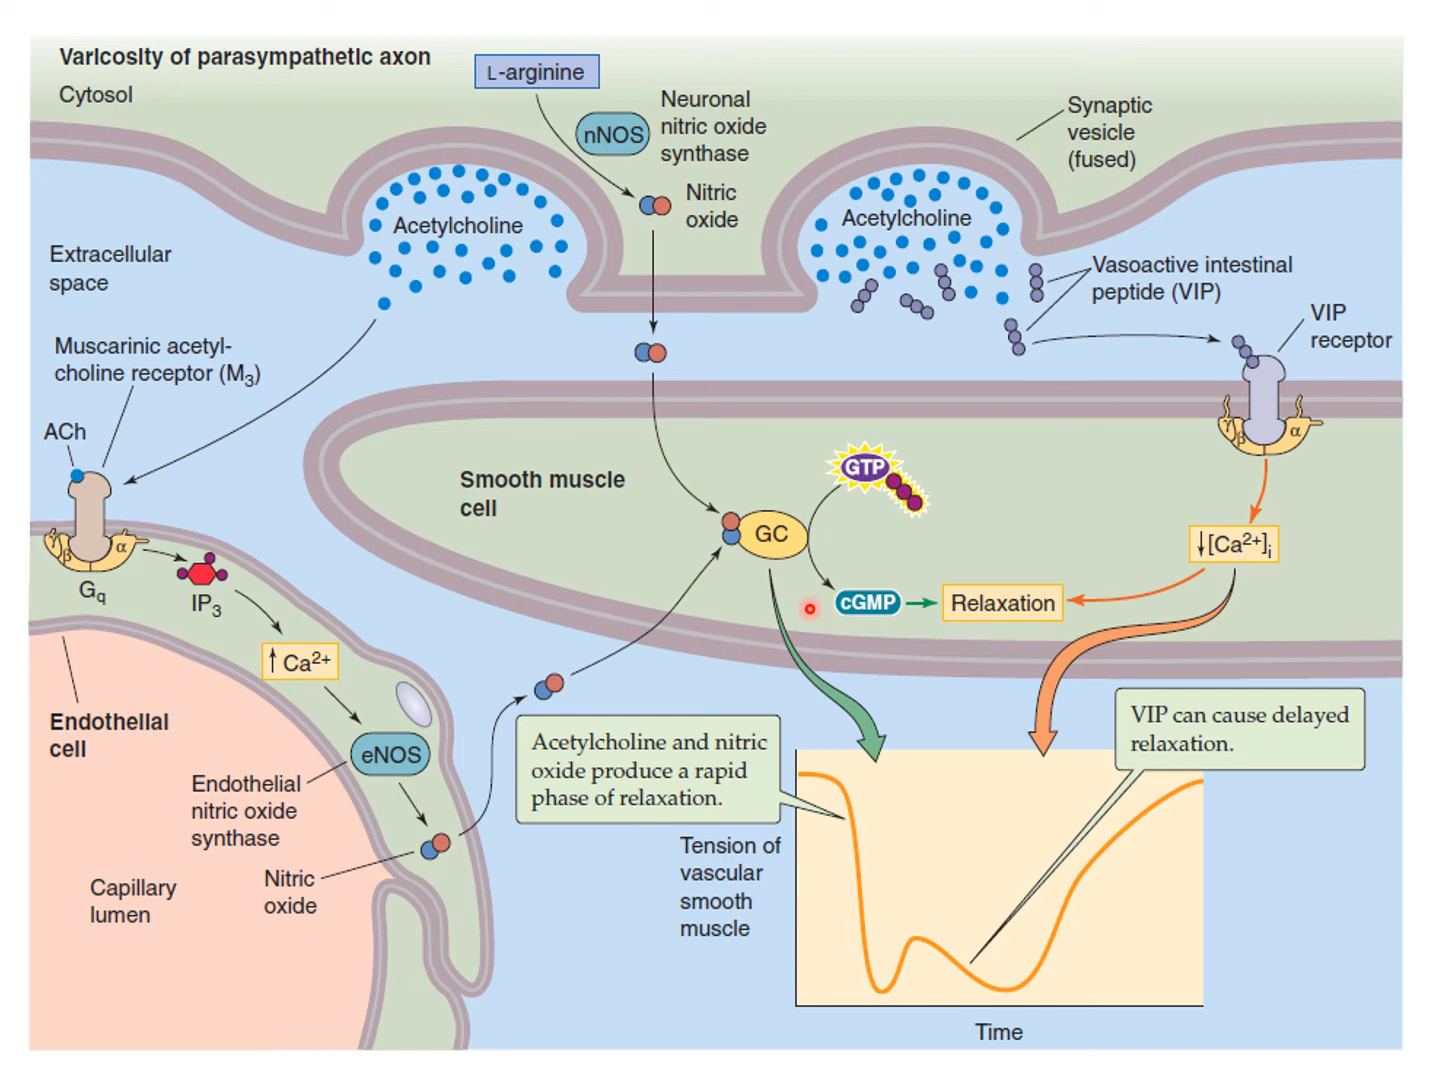 Varicosity of parasympathetic axon
Cytosol
L-arginine
nNOS
Neuronal
nitric oxide
synthase
Nitric
oxide
Synaptic
vesicle
(fused)
Acetylcholine
Acetylcholine
Extracellular
space
Vasoactive intestinal
peptide (VIP)
VIP
receptor
Muscarinic acetyl-
choline receptor (M3)
ACh
γ
β
α
Gq
IP3
↑ Ca2+
Smooth muscle
cell
GTP
GC
cGMP
Relaxation
γ
β
α
↓[Ca2+]i
Endothelial
cell
eNOS
Endothelial
nitric oxide
synthase
Nitric
oxide
Capillary
lumen
Acetylcholine and nitric
oxide produce a rapid
phase of relaxation.
VIP can cause delayed
relaxation.
Tension of
vascular
smooth
muscle
Time